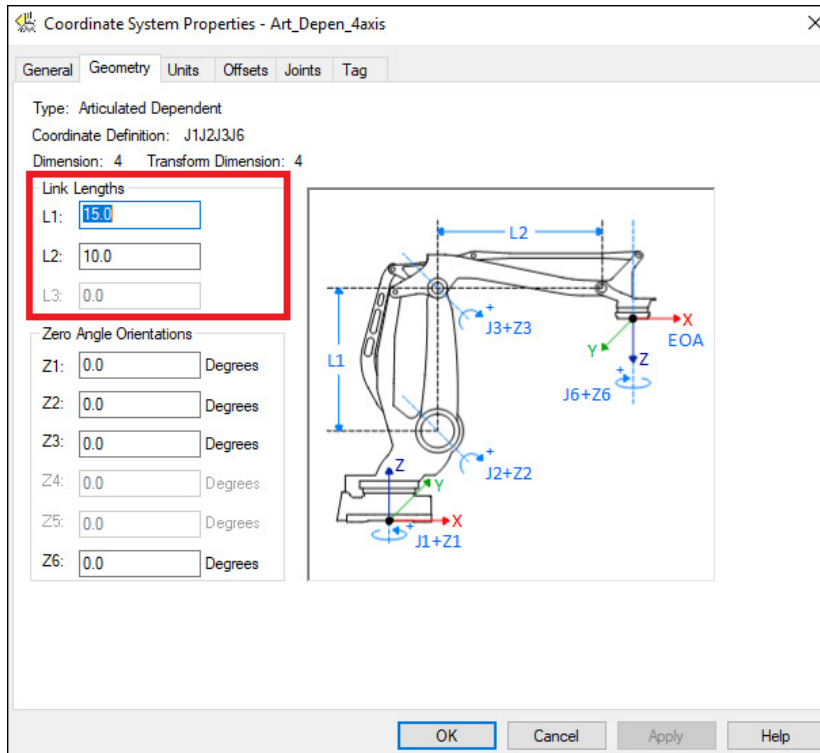 Coordinate System Properties - Art_Depen_4axis
General Geometry Units Offsets Joints Tag
Type: Articulated Dependent
Coordinate Definition: J1J2J3J6
Dimension: 4 Transform Dimension: 4
Link Lengths
L1: 15.0
L2: 10.0
L3: 0.0
Zero Angle Orientations
Z1: 0.0 Degrees
Z2: 0.0 Degrees
Z3: 0.0 Degrees
Z4: 0.0 Degrees
Z5: 0.0 Degrees
Z6: 0.0 Degrees
L2
+
J3+Z3
L1
X
EOA
Y
Z
+
J6+Z6
+
J2+Z2
Z
Y
X
+
J1+Z1
OK Cancel Apply Help